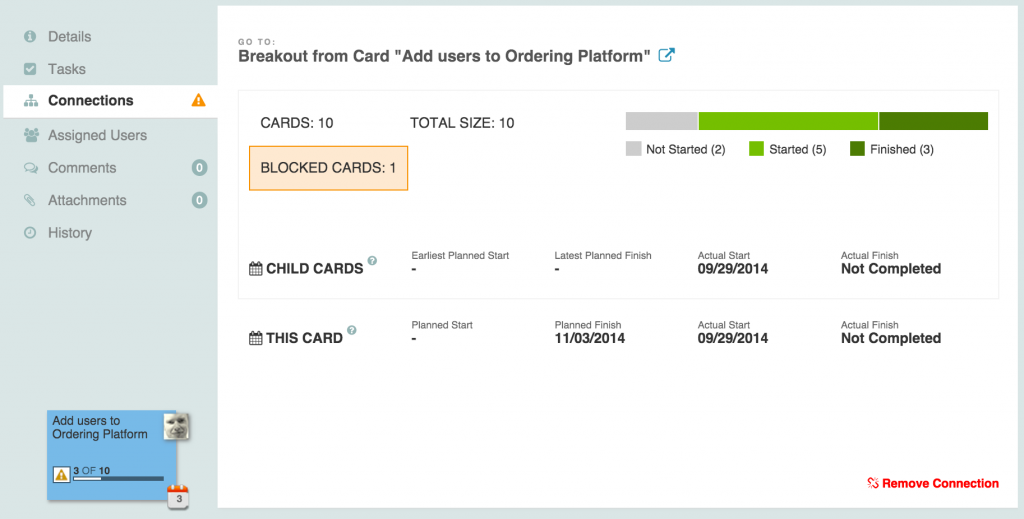 Details
Tasks
Connections
Assigned Users
Comments 0
Attachments 0
History
Add users to
Ordering Platform
3 OF 10
3
GO TO:
Breakout from Card "Add users to Ordering Platform"
CARDS: 10 TOTAL SIZE: 10
BLOCKED CARDS: 1
Not Started (2) Started (5) Finished (3)
Earliest Planned Start Latest Planned Finish Actual Start Actual Finish
CHILD CARDS ? - - 09/29/2014 Not Completed
Planned Start Planned Finish Actual Start Actual Finish
THIS CARD ? - 11/03/2014 09/29/2014 Not Completed
Remove Connection